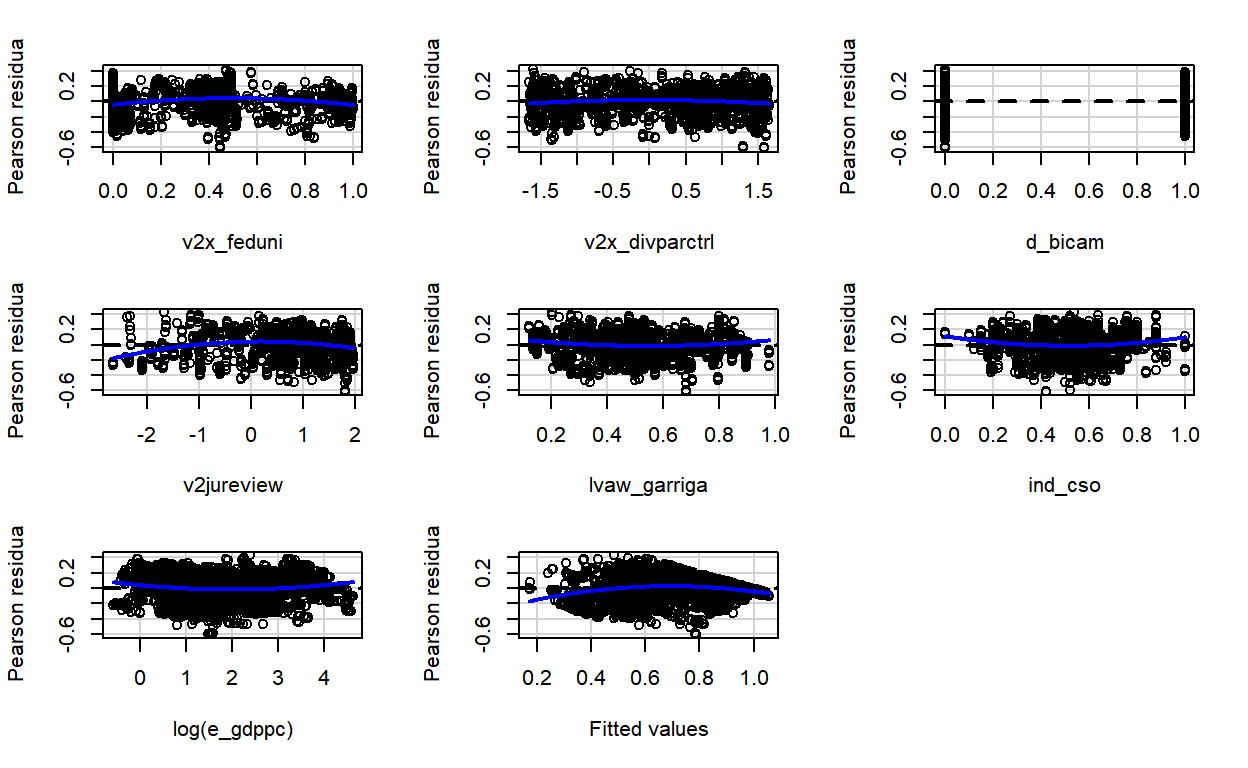 Pearson residua
0.2
-0.6
0.0 0.2 0.4 0.6 0.8 1.0
v2x_feduni
Pearson residua
0.2
-0.6
-1.5 -0.5 0.5 1.5
v2x_divparctrl
Pearson residua
0.2
-0.6
0.0 0.2 0.4 0.6 0.8 1.0
d_bicam
Pearson residua
0.2
-0.6
-2 -1 0 1 2
v2jureview
Pearson residua
0.2
-0.6
0.2 0.4 0.6 0.8 1.0
lvaw_garriga
Pearson residua
0.2
-0.6
0.0 0.2 0.4 0.6 0.8 1.0
ind_cso
Pearson residua
0.2
-0.6
0 1 2 3 4
log(e_gdppc)
Pearson residua
0.2
-0.6
0.2 0.4 0.6 0.8 1.0
Fitted values